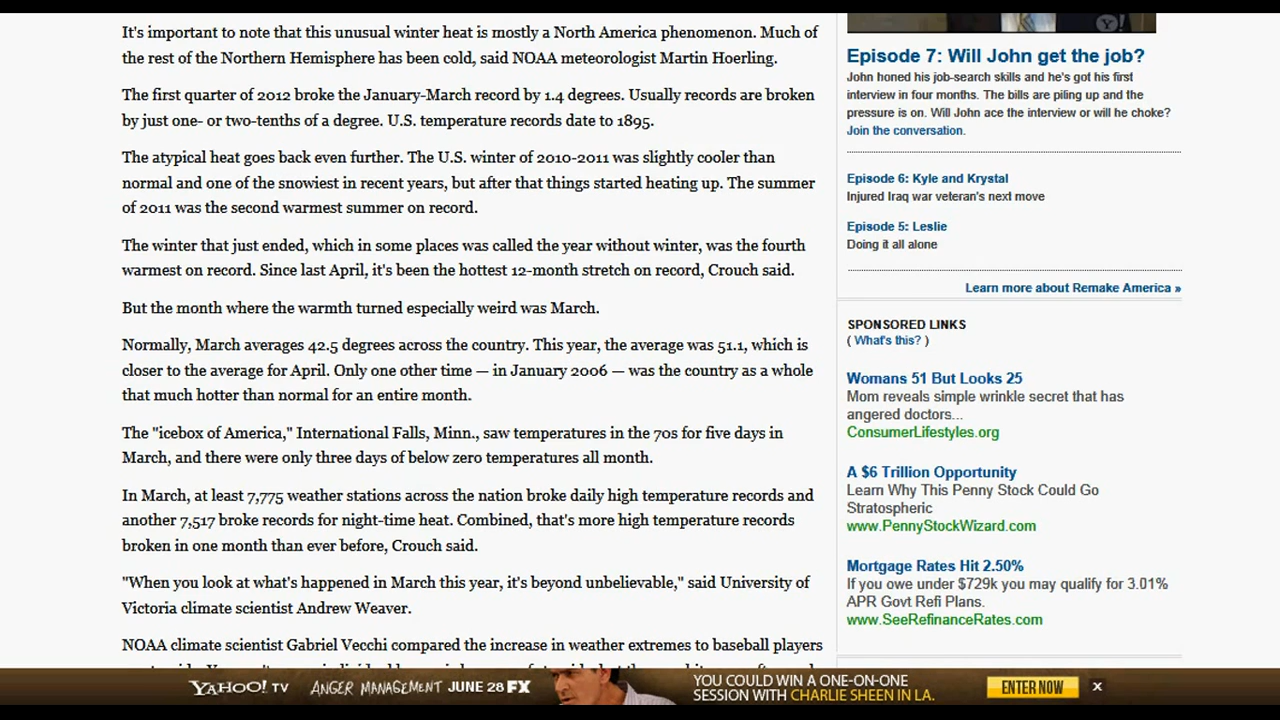 It's important to note that this unusual winter heat is mostly a North America phenomenon. Much of
the rest of the Northern Hemisphere has been cold, said NOAA meteorologist Martin Hoerling.
The first quarter of 2012 broke the January-March record by 1.4 degrees. Usually records are broken
by just one- or two-tenths of a degree. U.S. temperature records date to 1895.
The atypical heat goes back even further. The U.S. winter of 2010-2011 was slightly cooler than
normal and one of the snowiest in recent years, but after that things started heating up. The summer
of 2011 was the second warmest summer on record.
The winter that just ended, which in some places was called the year without winter, was the fourth
warmest on record. Since last April, it's been the hottest 12-month stretch on record, Crouch said.
But the month where the warmth turned especially weird was March.
Normally, March averages 42.5 degrees across the country. This year, the average was 51.1, which is
closer to the average for April. Only one other time — in January 2006 — was the country as a whole
that much hotter than normal for an entire month.
The "icebox of America," International Falls, Minn., saw temperatures in the 70s for five days in
March, and there were only three days of below zero temperatures all month.
In March, at least 7,775 weather stations across the nation broke daily high temperature records and
another 7,517 broke records for night-time heat. Combined, that's more high temperature records
broken in one month than ever before, Crouch said.
"When you look at what's happened in March this year, it's beyond unbelievable," said University of
Victoria climate scientist Andrew Weaver.
NOAA climate scientist Gabriel Vecchi compared the increase in weather extremes to baseball players
Y!
Episode 7: Will John get the job?
John honed his job-search skills and he's got his first
interview in four months. The bills are piling up and the
pressure is on. Will John ace the interview or will he choke?
Join the conversation.
Episode 6: Kyle and Krystal
Injured Iraq war veteran's next move
Episode 5: Leslie
Doing it all alone
Learn more about Remake America »
SPONSORED LINKS
( What's this? )
Womans 51 But Looks 25
Mom reveals simple wrinkle secret that has
angered doctors...
ConsumerLifestyles.org
A $6 Trillion Opportunity
Learn Why This Penny Stock Could Go
Stratospheric
www.PennyStockWizard.com
Mortgage Rates Hit 2.50%
If you owe under $729k you may qualify for 3.01%
APR Govt Refi Plans.
www.SeeRefinanceRates.com
YAHOO! TV ANGER MANAGEMENT JUNE 28 FX
YOU COULD WIN A ONE-ON-ONE
SESSION WITH CHARLIE SHEEN IN LA.
ENTER NOW
X